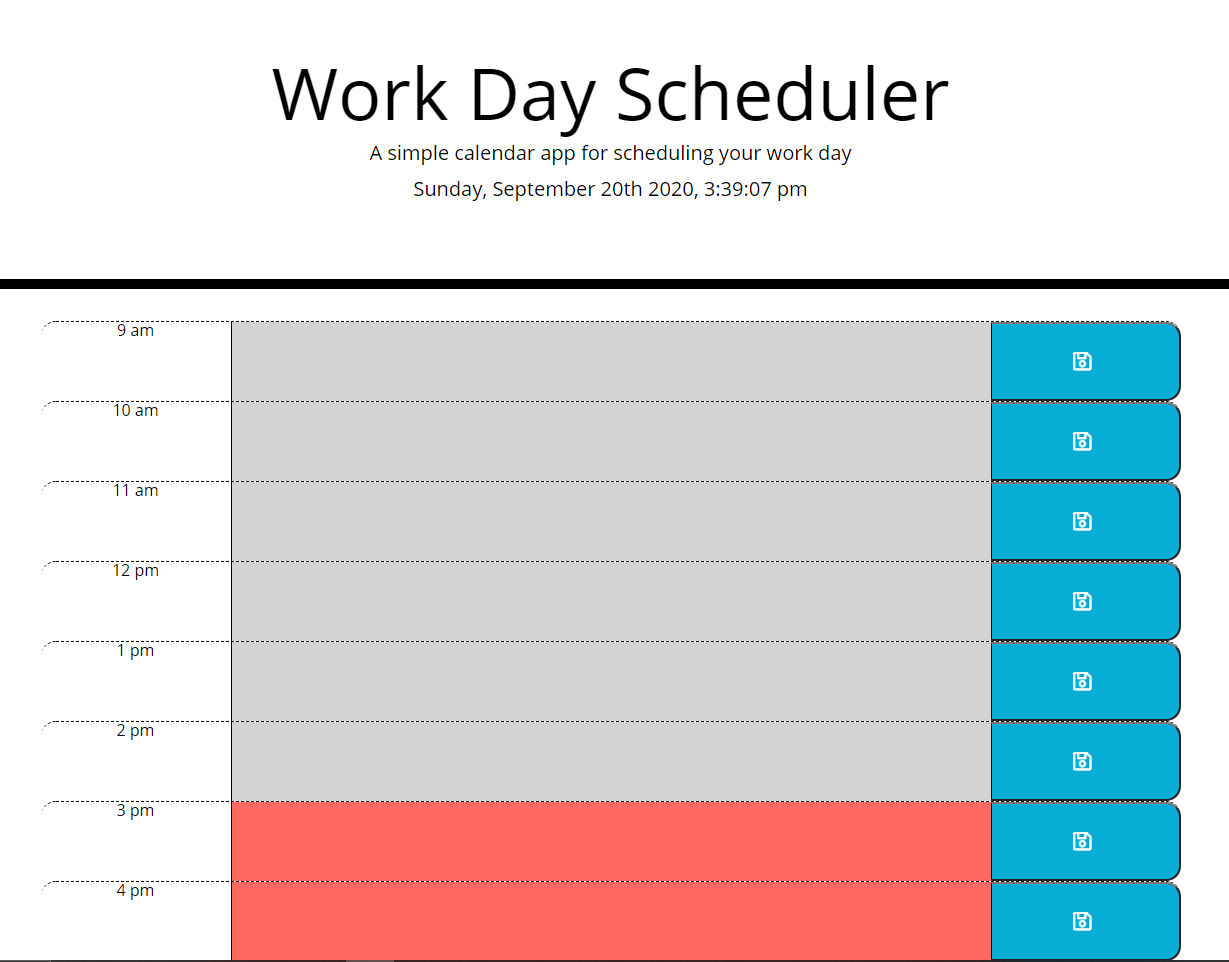 Work Day Scheduler
A simple calendar app for scheduling your work day
Sunday, September 20th 2020, 3:39:07 pm
9 am
10 am
11 am
12 pm
1 pm
2 pm
3 pm
4 pm